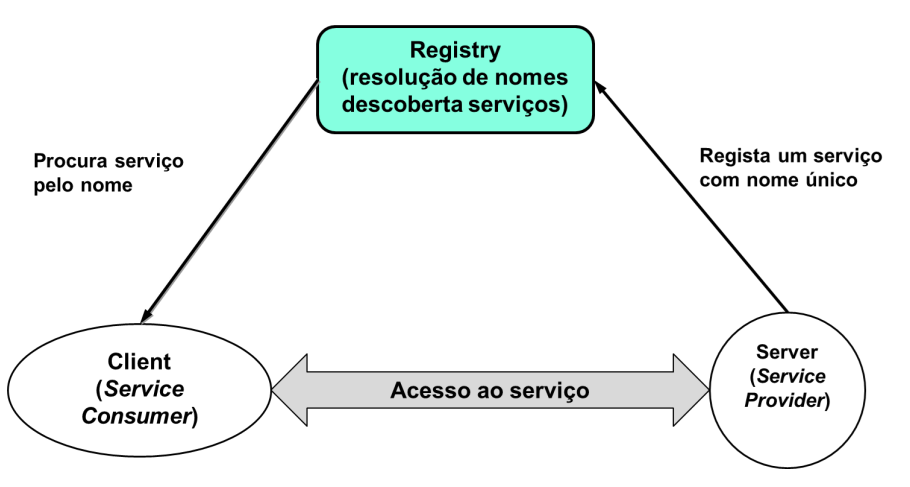 Registry
(resolução de nomes
descoberta serviços)
Procura serviço
pelo nome
Regista um serviço
com nome único
Client
(Service
Consumer)
Acesso ao serviço
Server
(Service
Provider)